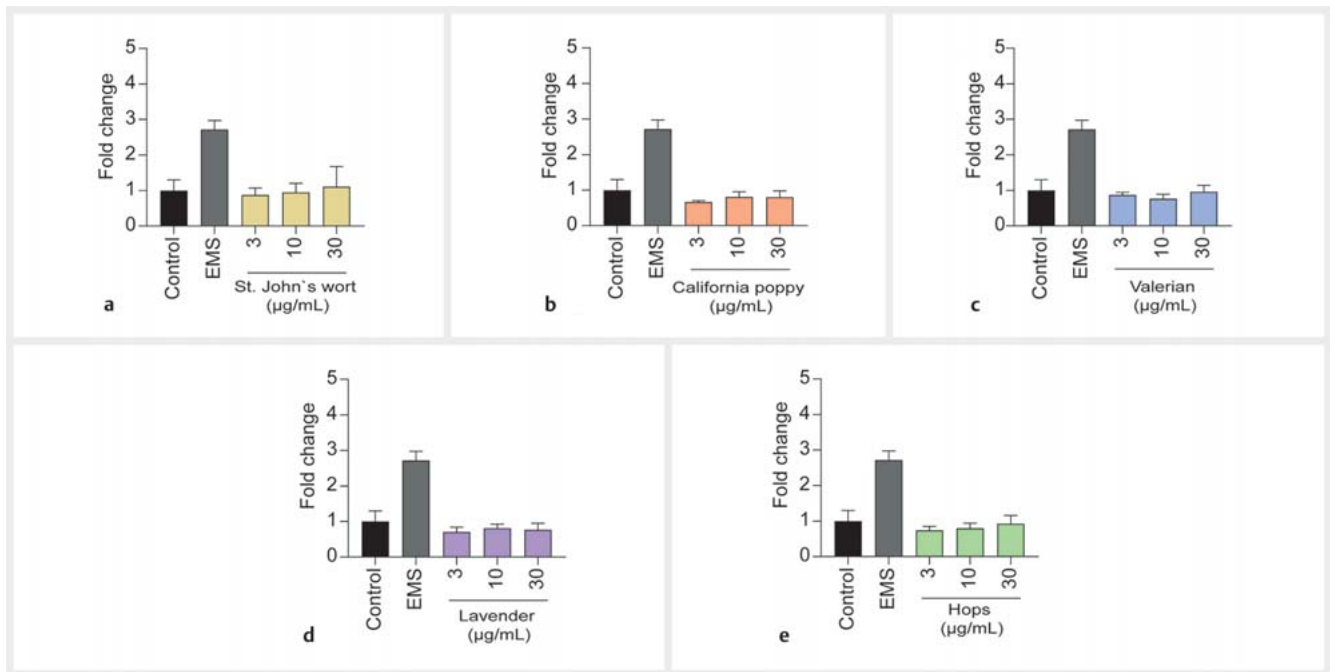 Fold change
5
4
3
2
1
0
Control
EMS
3
10
30
St. John`s wort
(µg/mL)
a
Fold change
5
4
3
2
1
0
Control
EMS
3
10
30
California poppy
(µg/mL)
b
Fold change
5
4
3
2
1
0
Control
EMS
3
10
30
Valerian
(µg/mL)
c
Fold change
5
4
3
2
1
0
Control
EMS
3
10
30
Lavender
(µg/mL)
d
Fold change
5
4
3
2
1
0
Control
EMS
3
10
30
Hops
(µg/mL)
e